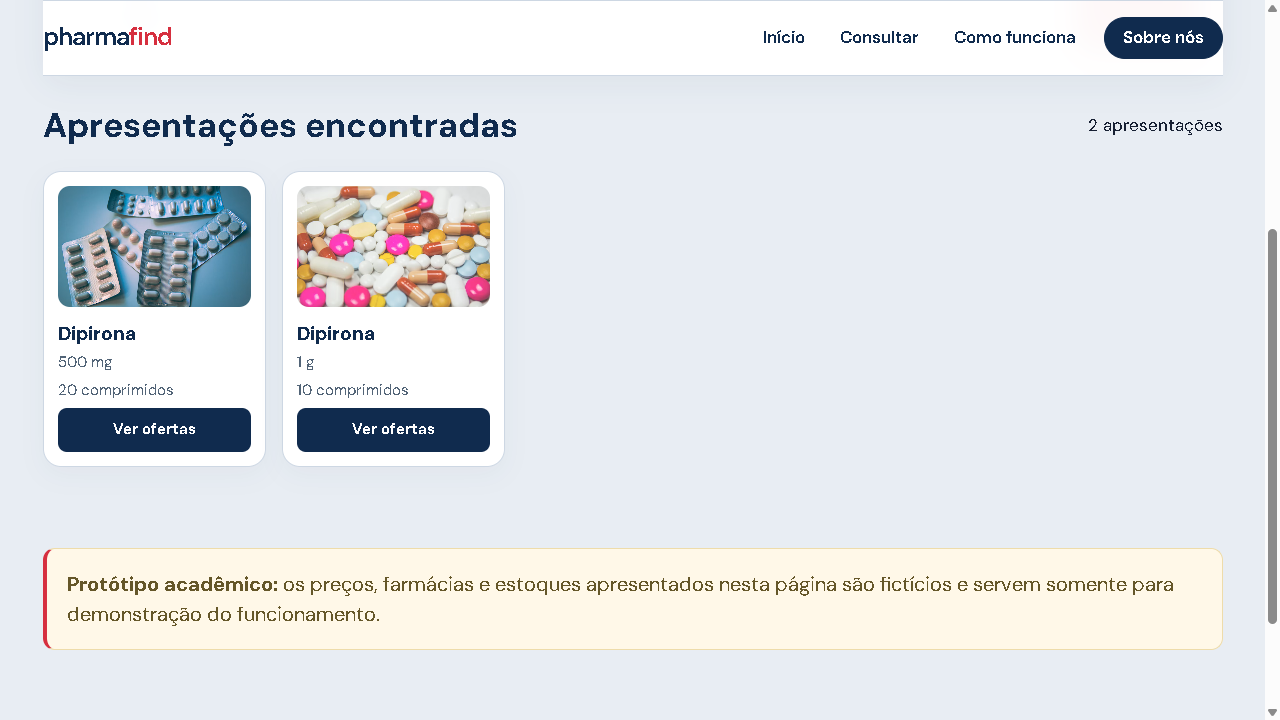 pharmafind
Início
Consultar
Como funciona
Sobre nós
Apresentações encontradas
2 apresentações
Dipirona
500 mg
20 comprimidos
Ver ofertas
Dipirona
1 g
10 comprimidos
Ver ofertas
Protótipo acadêmico: os preços, farmácias e estoques apresentados nesta página são fictícios e servem somente para
demonstração do funcionamento.